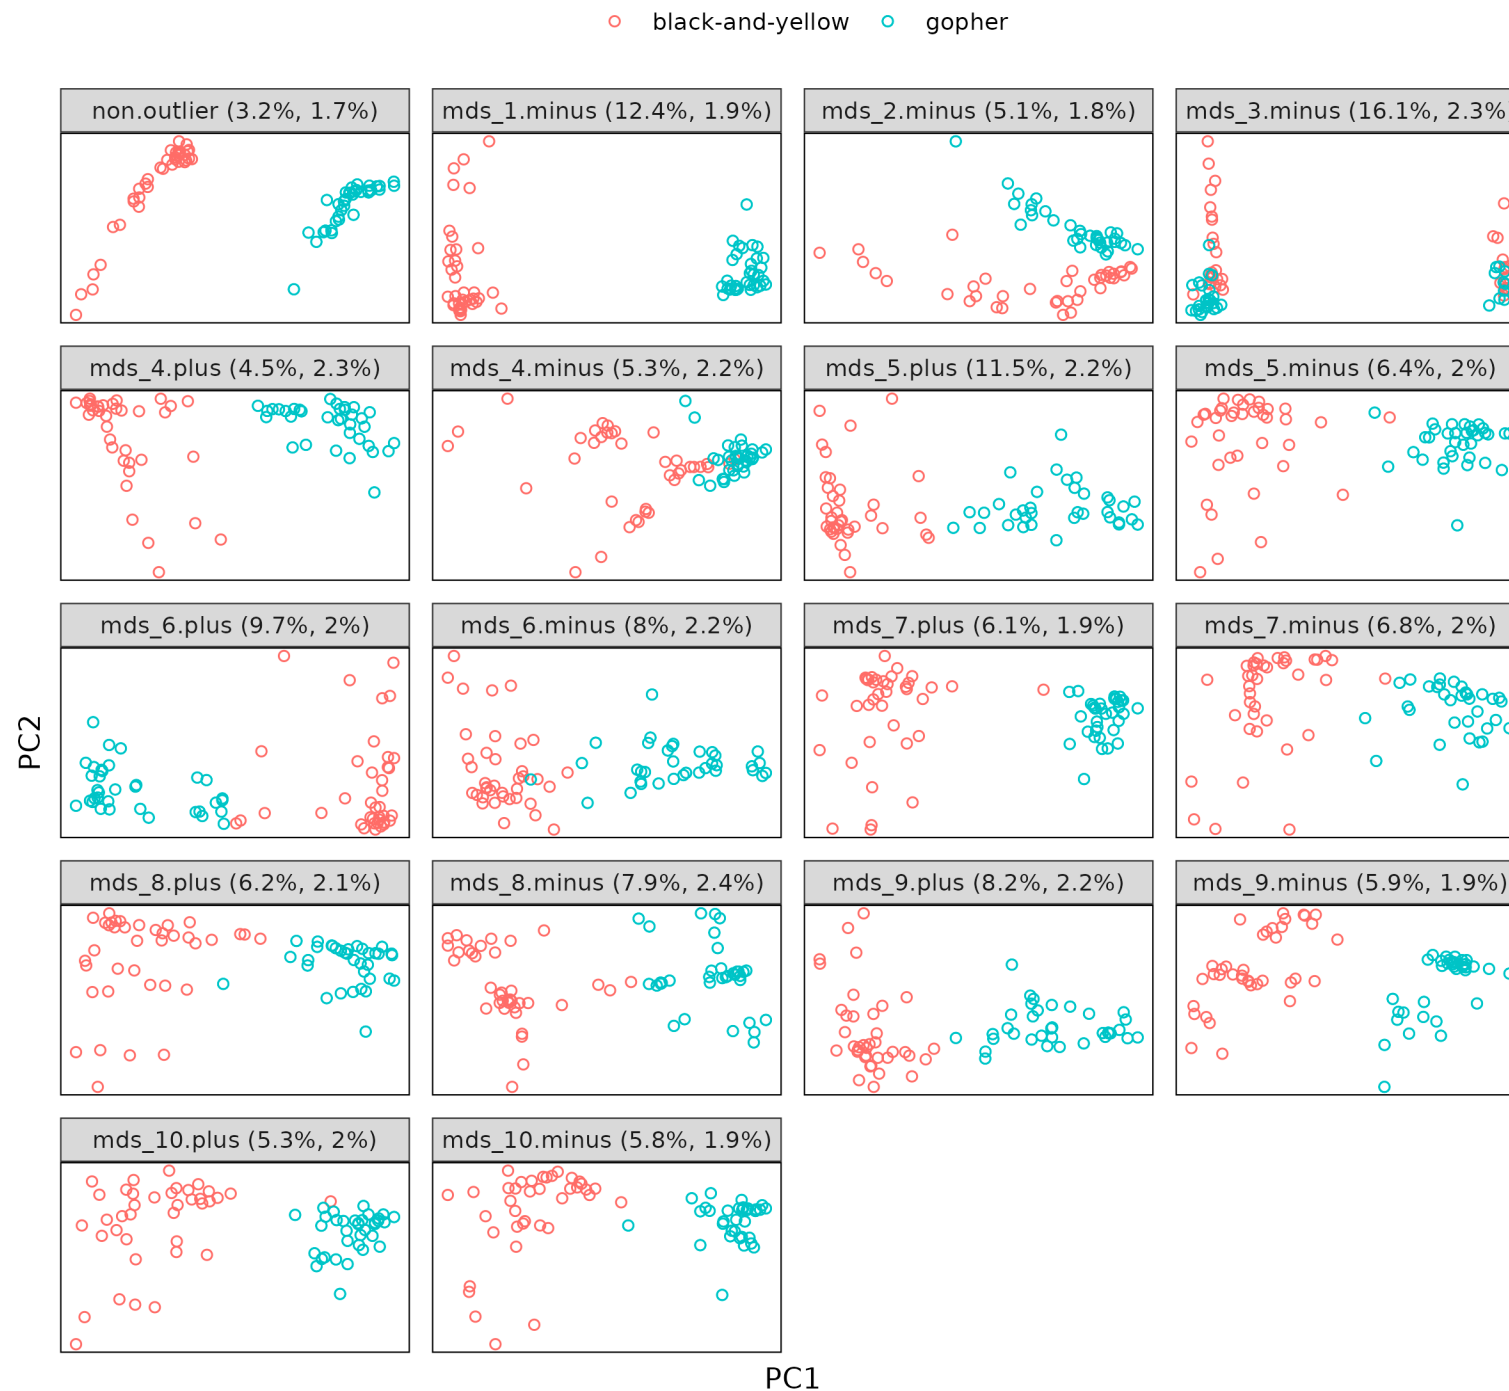 black-and-yellow gopher
non.outlier (3.2%, 1.7%)
mds_1.minus (12.4%, 1.9%)
mds_2.minus (5.1%, 1.8%)
mds_3.minus (16.1%, 2.3%
mds_4.plus (4.5%, 2.3%)
mds_4.minus (5.3%, 2.2%)
mds_5.plus (11.5%, 2.2%)
mds_5.minus (6.4%, 2%)
mds_6.plus (9.7%, 2%)
mds_6.minus (8%, 2.2%)
mds_7.plus (6.1%, 1.9%)
mds_7.minus (6.8%, 2%)
PC2
mds_8.plus (6.2%, 2.1%)
mds_8.minus (7.9%, 2.4%)
mds_9.plus (8.2%, 2.2%)
mds_9.minus (5.9%, 1.9%)
mds_10.plus (5.3%, 2%)
mds_10.minus (5.8%, 1.9%)
PC1